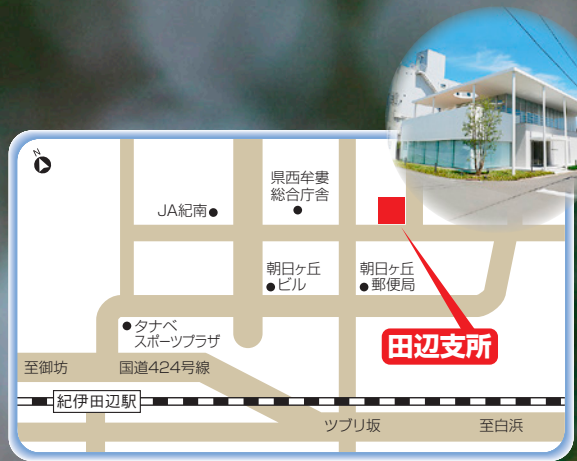 N
県西牟婁
総合庁舎
JA紀南
朝日ヶ丘
ビル
朝日ヶ丘
郵便局
タナベ
スポーツプラザ
田辺支所
至御坊
国道424号線
紀伊田辺駅
ツブリ坂
至白浜